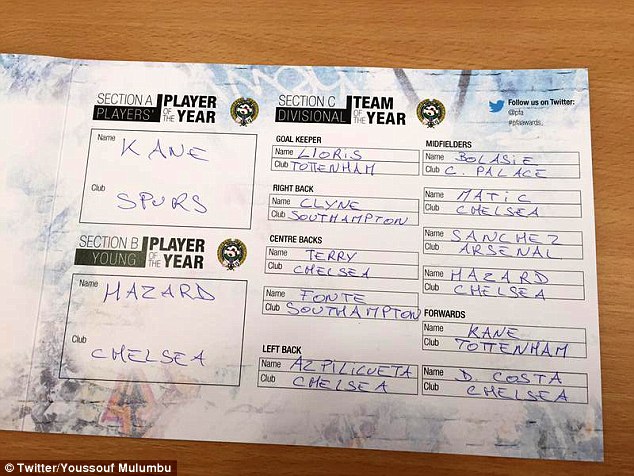 SECTION A
PLAYERS'
PLAYER
OF THE YEAR
Name KANE
Club SPURS
SECTION B
YOUNG
PLAYER
OF THE YEAR
Name HAZARD
Club CHELSEA
SECTION C
DIVISIONAL
TEAM
OF THE YEAR
GOAL KEEPER
Name LLORIS
Club TOTTENHAM
RIGHT BACK
Name CLYNE
Club SOUTHAMPTON
CENTRE BACKS
Name TERRY
Club CHELSEA
Name FONTE
Club SOUTHAMPTON
LEFT BACK
Name AZPILICUETA
Club CHELSEA
Follow us on Twitter:
@pfa
#pfaawards
MIDFIELDERS
Name BOLASIE
Club C. PALACE
Name MATIC
Club CHELSEA
Name SANCHEZ
Club ARSENAL
Name HAZARD
Club CHELSEA
FORWARDS
Name KANE
Club TOTTENHAM
Name D. COSTA
Club CHELSEA
© Twitter/Youssouf Mulumbu